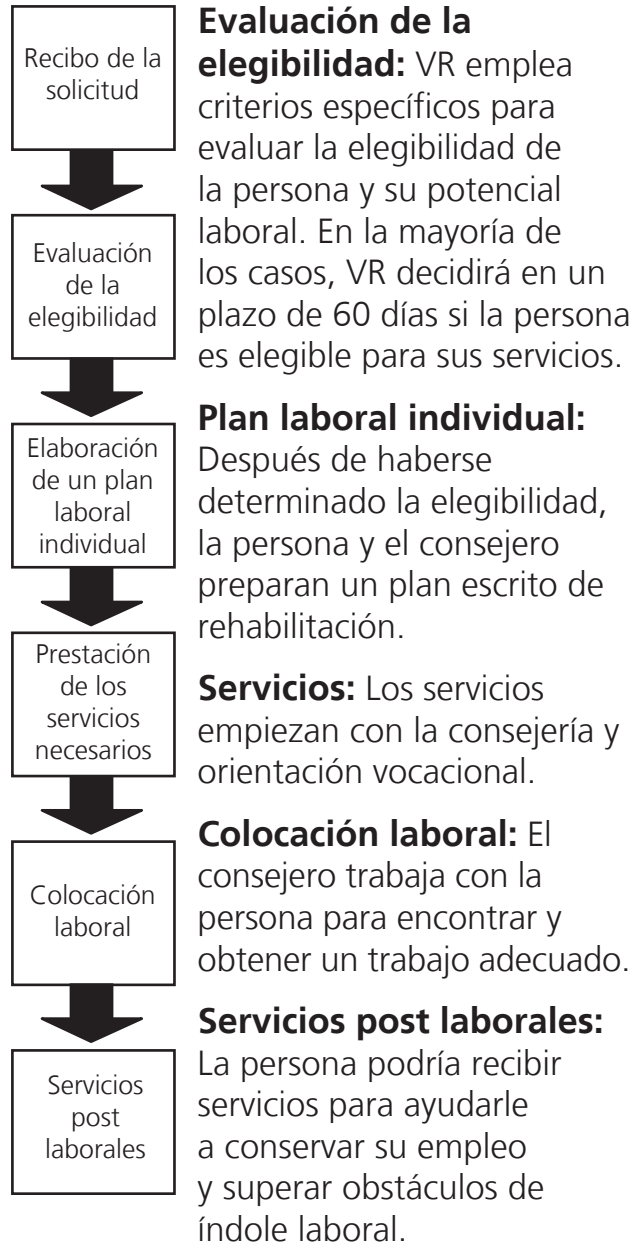 Recibo de la
solicitud
Evaluación
de la
elegibilidad
Elaboración
de un plan
laboral
individual
Prestación
de los
servicios
necesarios
Colocación
laboral
Servicios
post
laborales
Evaluación de la
elegibilidad: VR emplea
criterios específicos para
evaluar la elegibilidad de
la persona y su potencial
laboral. En la mayoría de
los casos, VR decidirá en un
plazo de 60 días si la persona
es elegible para sus servicios.
Plan laboral individual:
Después de haberse
determinado la elegibilidad,
la persona y el consejero
preparan un plan escrito de
rehabilitación.
Servicios: Los servicios
empiezan con la consejería y
orientación vocacional.
Colocación laboral: El
consejero trabaja con la
persona para encontrar y
obtener un trabajo adecuado.
Servicios post laborales:
La persona podría recibir
servicios para ayudarle
a conservar su empleo
y superar obstáculos de
índole laboral.